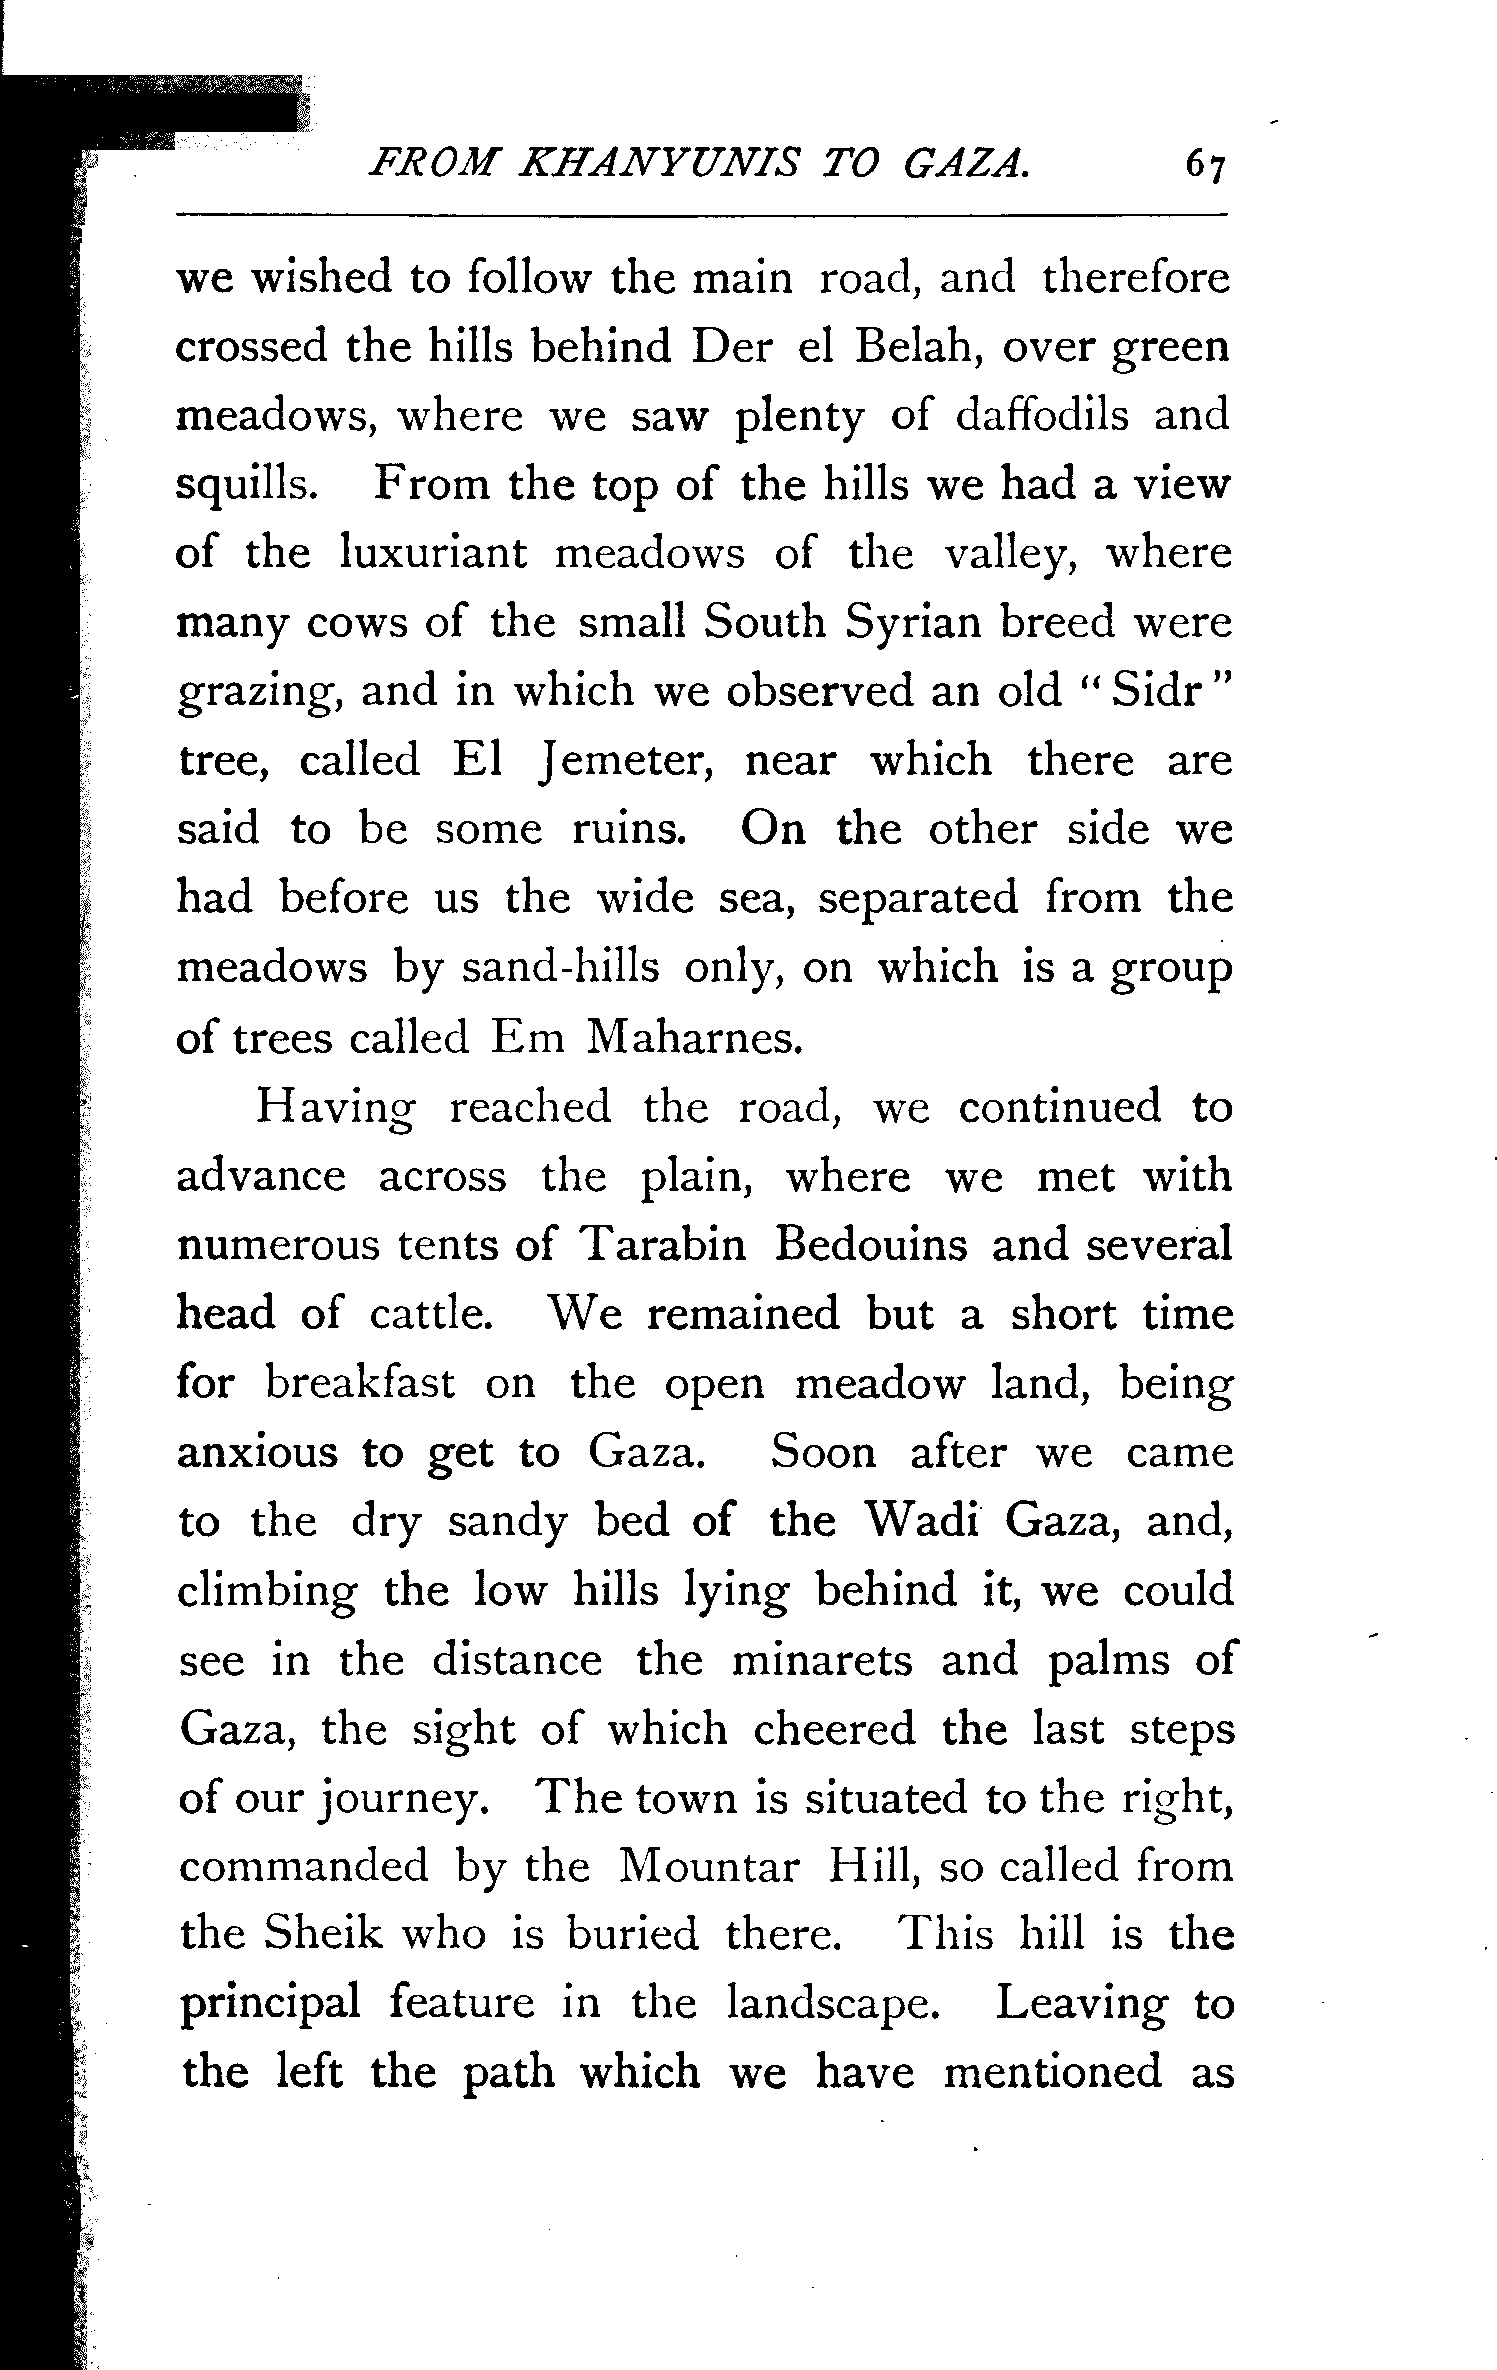 FROM KHANYUNIS TO GAZA. 67
we wished to follow the main road, and therefore
crossed the hills behind Der el Belah, over green
meadows, where we saw plenty of daffodils and
squills. From the top of the hills we had a view
of the luxuriant meadows of the valley, where
many cows of the small South Syrian breed were
grazing, and in which we observed an old “ Sidr ”
tree, called El Jemeter, near which there are
said to be some ruins. On the other side we
had before us the wide sea, separated from the
meadows by sand-hills only, on which is a group
of trees called Em Maharnes.
Having reached the road, we continued to
advance across the plain, where we met with
numerous tents of Tarabin Bedouins and several
head of cattle. We remained but a short time
for breakfast on the open meadow land, being
anxious to get to Gaza. Soon after we came
to the dry sandy bed of the Wadi Gaza, and,
climbing the low hills lying behind it, we could
see in the distance the minarets and palms of
Gaza, the sight of which cheered the last steps
of our journey. The town is situated to the right,
commanded by the Mountar Hill, so called from
the Sheik who is buried there. This hill is the
principal feature in the landscape. Leaving to
the left the path which we have mentioned as